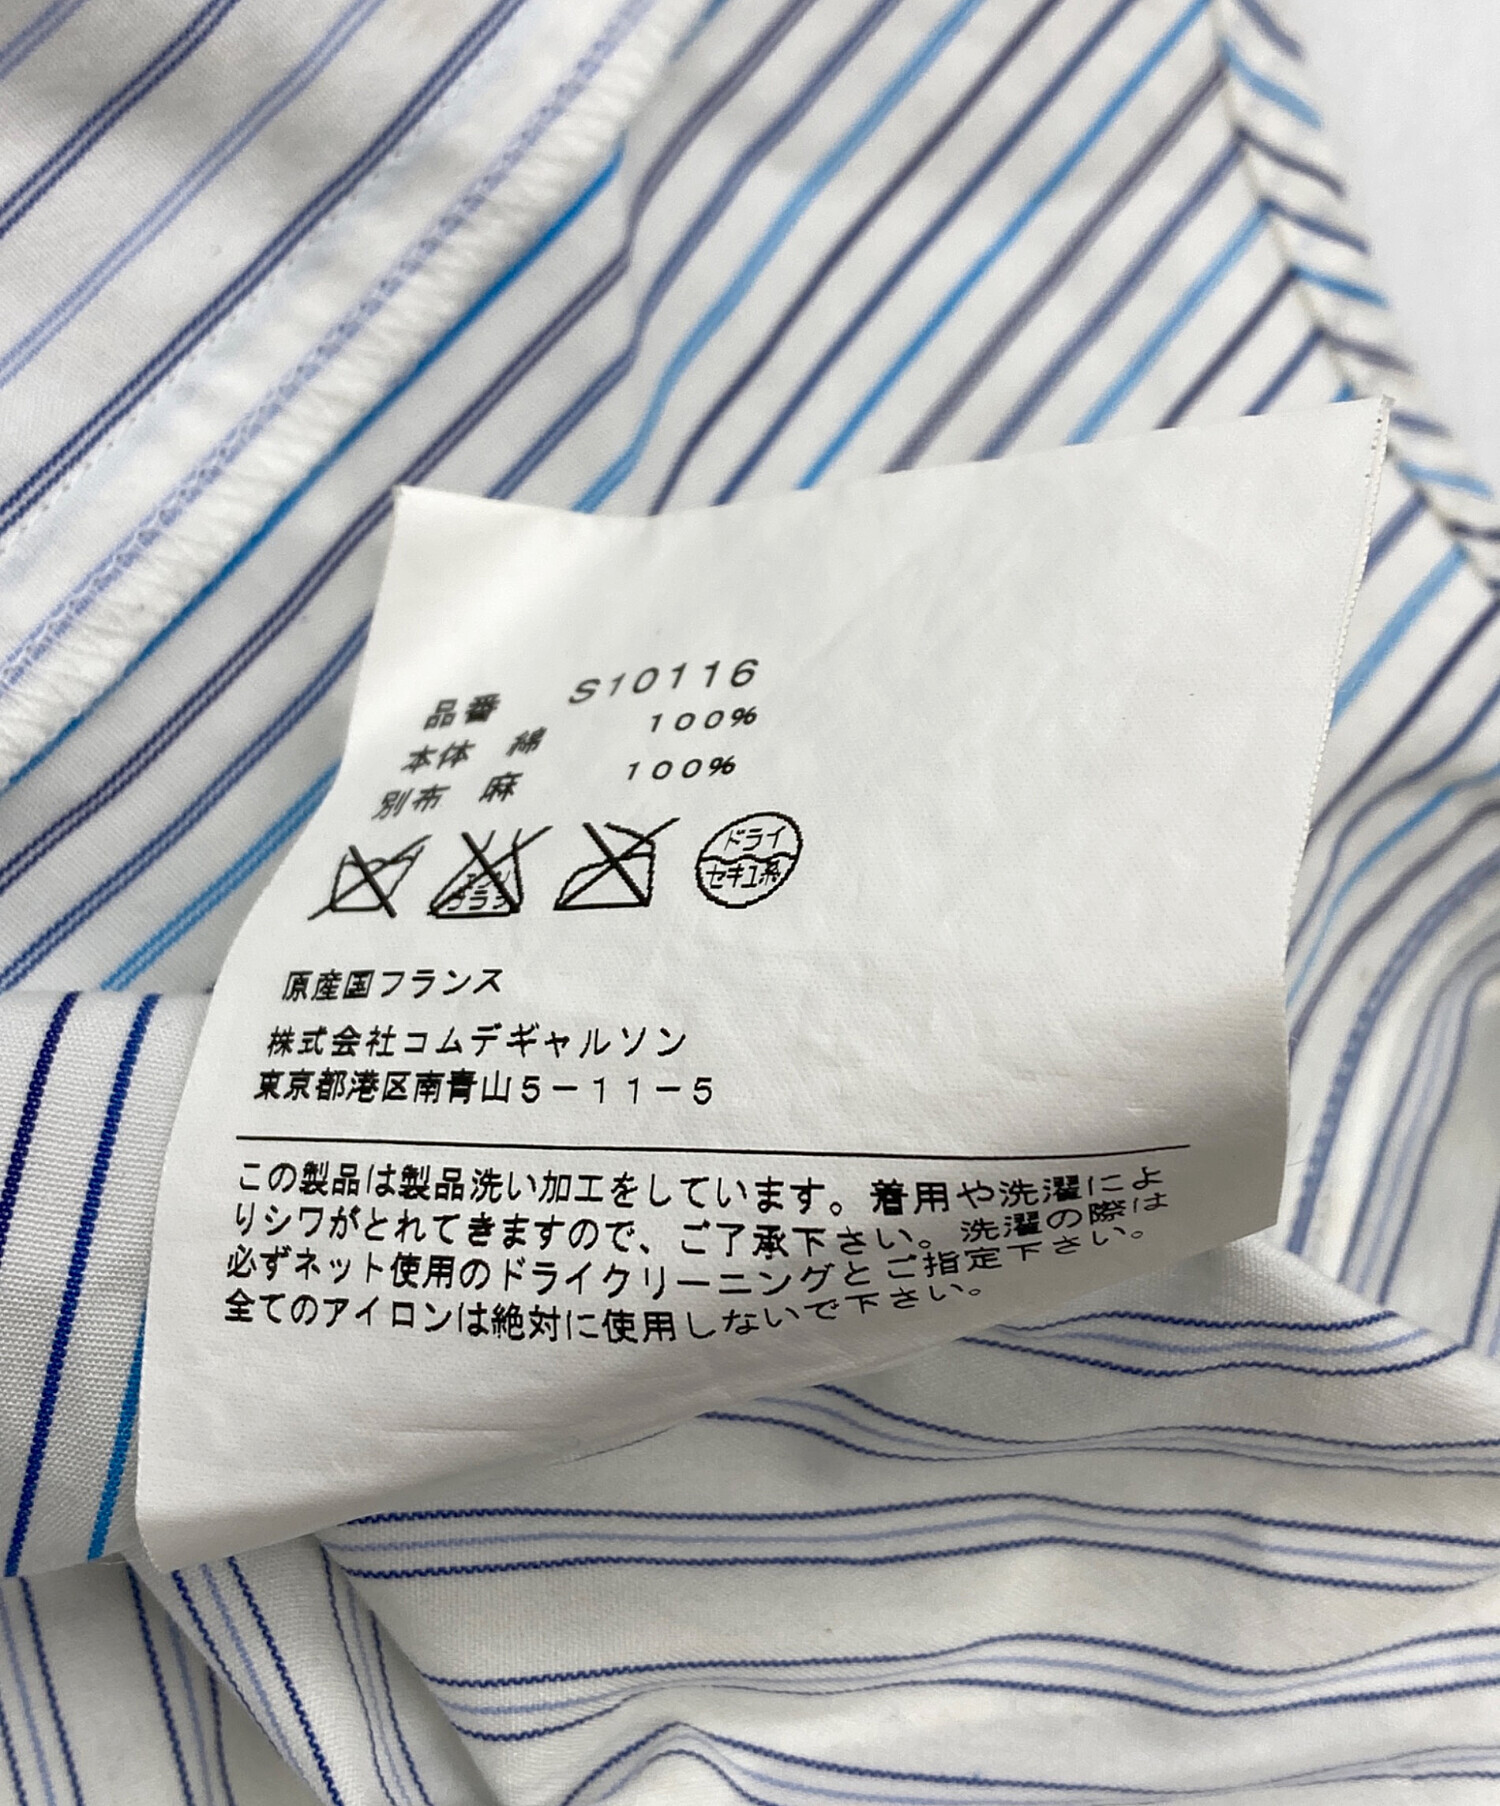 品番 S10116
本体 綿 100%
別布 麻 100%
エンソ
サラシ
ドライ
セキユ系
原産国フランス
株式会社コムデギャルソン
東京都港区南青山5-11-5
この製品は製品洗い加工をしています。着用や洗濯によ
りシワがとれてきますので、ご了承下さい。洗濯の際は
必ずネット使用のドライクリーニングとご指定下さい。
全てのアイロンは絶対に使用しないで下さい。